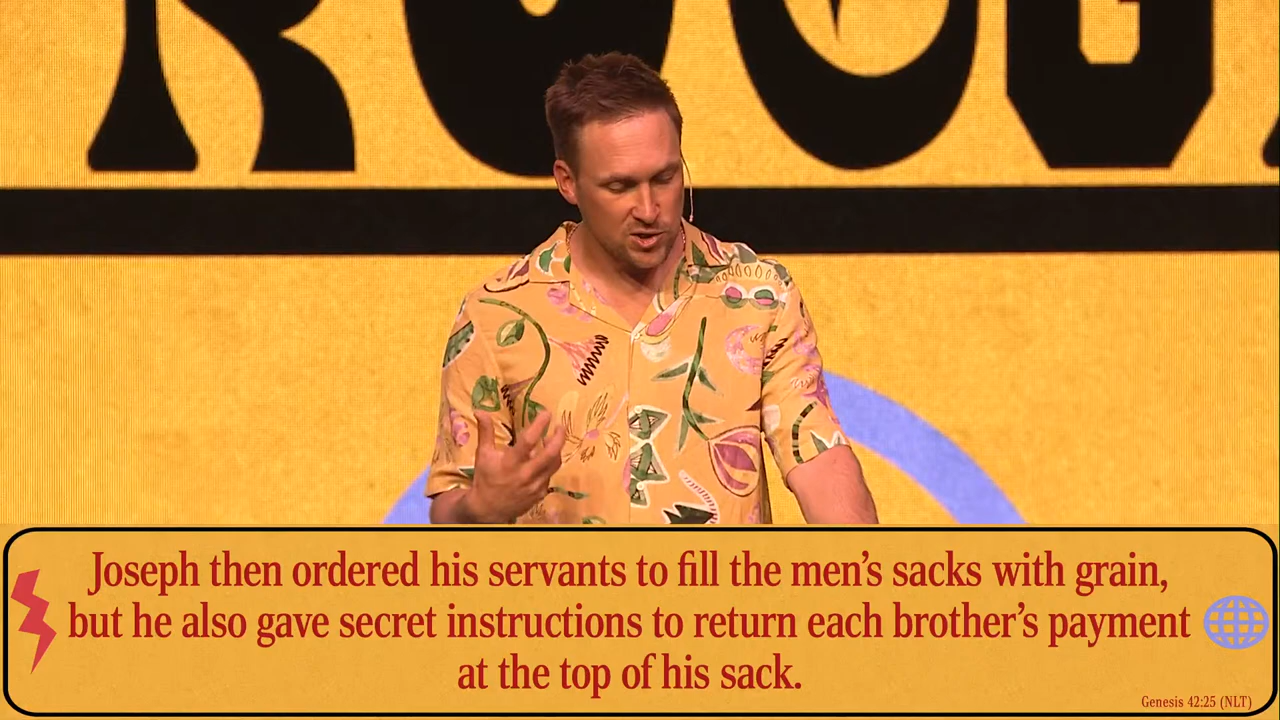 Joseph then ordered his servants to fill the men’s sacks with grain,
but he also gave secret instructions to return each brother’s payment
at the top of his sack.
Genesis 42:25 (NLT)